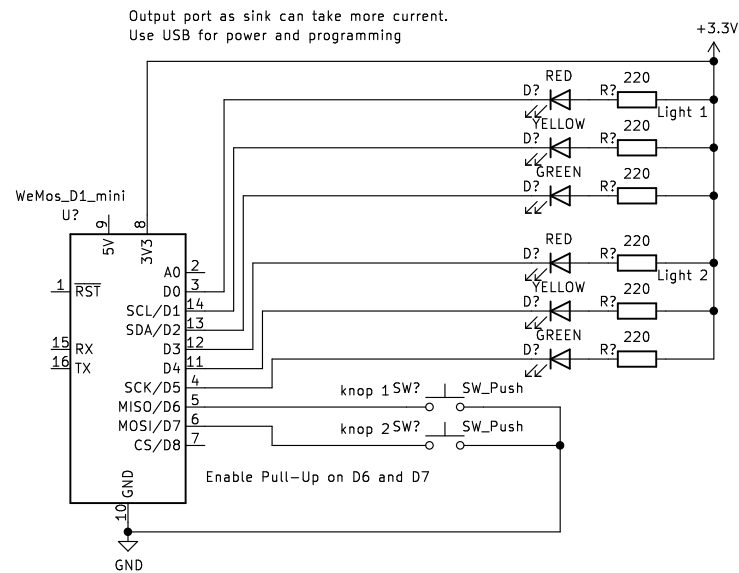 Output port as sink can take more current.
Use USB for power and programming
+3.3V
RED
220
D?
R?
Light 1
YELLOW
220
D?
R?
GREEN
220
D?
R?
WeMos_D1_mini
U?
9
8
5V
3V3
RED
220
D?
R?
Light 2
A0 2
1 RST D0 3
YELLOW
220
D?
R?
SCL/D1 14
SDA/D2 13
GREEN
220
D?
R?
15 RX D3 12
16 TX D4 11
SCK/D5 4
knop 1 SW? SW_Push
MISO/D6 5
knop 2 SW? SW_Push
MOSI/D7 6
CS/D8 7
Enable Pull-Up on D6 and D7
GND
10
GND